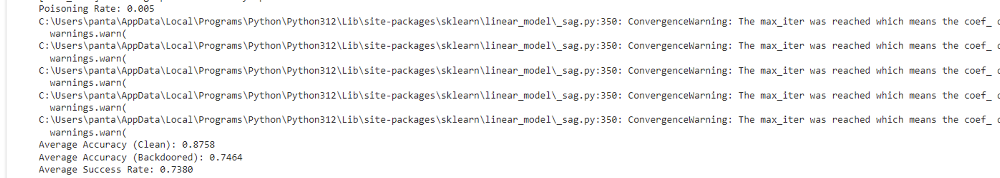 Poisoning Rate: 0.005
C:\Users\panta\AppData\Local\Programs\Python\Python312\Lib\site-packages\sklearn\linear_model\_sag.py:350: ConvergenceWarning: The max_iter was reached which means the coef_
  warnings.warn(
C:\Users\panta\AppData\Local\Programs\Python\Python312\Lib\site-packages\sklearn\linear_model\_sag.py:350: ConvergenceWarning: The max_iter was reached which means the coef_
  warnings.warn(
C:\Users\panta\AppData\Local\Programs\Python\Python312\Lib\site-packages\sklearn\linear_model\_sag.py:350: ConvergenceWarning: The max_iter was reached which means the coef_
  warnings.warn(
C:\Users\panta\AppData\Local\Programs\Python\Python312\Lib\site-packages\sklearn\linear_model\_sag.py:350: ConvergenceWarning: The max_iter was reached which means the coef_
  warnings.warn(
C:\Users\panta\AppData\Local\Programs\Python\Python312\Lib\site-packages\sklearn\linear_model\_sag.py:350: ConvergenceWarning: The max_iter was reached which means the coef_
  warnings.warn(
Average Accuracy (Clean): 0.8758
Average Accuracy (Backdoored): 0.7464
Average Success Rate: 0.7380